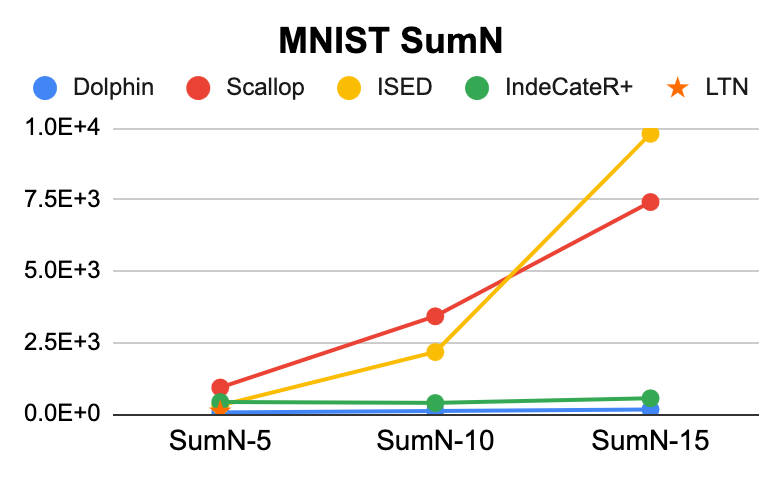 MNIST SumN
Dolphin Scallop ISED IndeCateR+ LTN
1.0E+4
7.5E+3
5.0E+3
2.5E+3
0.0E+0
SumN-5 SumN-10 SumN-15